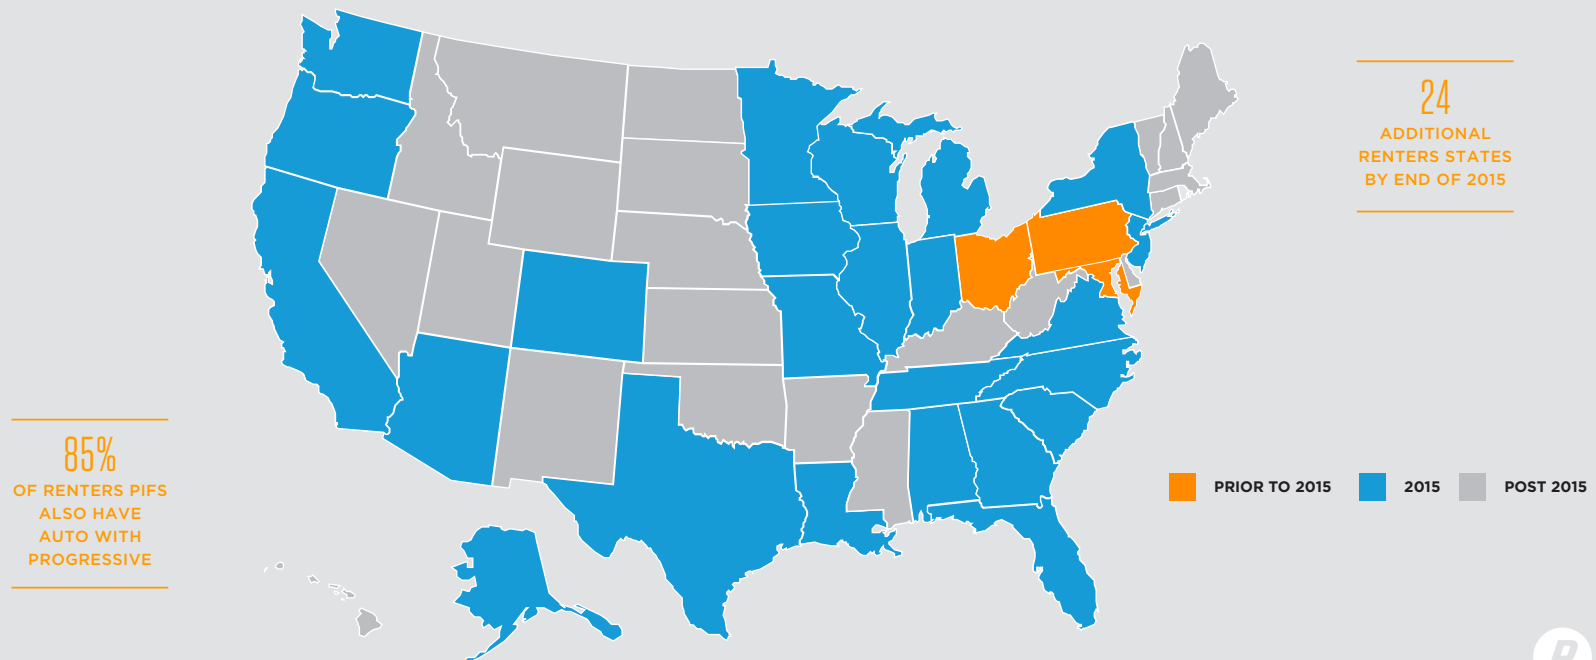 24
ADDITIONAL
RENTERS STATES
BY END OF 2015
85%
OF RENTERS PIFS
ALSO HAVE
AUTO WITH
PROGRESSIVE
PRIOR TO 2015
2015
POST 2015